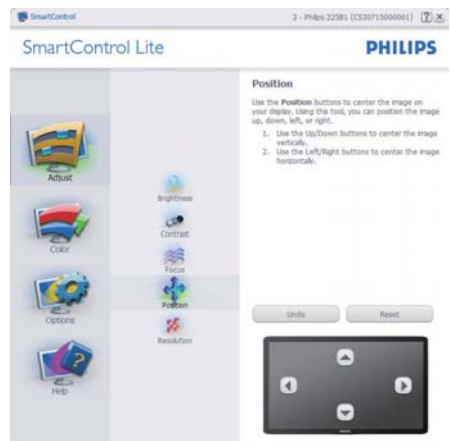 SmartControl
2 - Philips 225B1 (CS30715000001)
SmartControl Lite
PHILIPS
Adjust
Color
Options
Help
Brightness
Contrast
Focus
Position
Resolution
Position
Use the Position buttons to center the image on
your display. Using the tool, you can position the image
up, down, left, or right.
1. Use the Up/Down buttons to center the image
vertically.
2. Use the Left/Right buttons to center the image
horizontally.
Undo
Reset